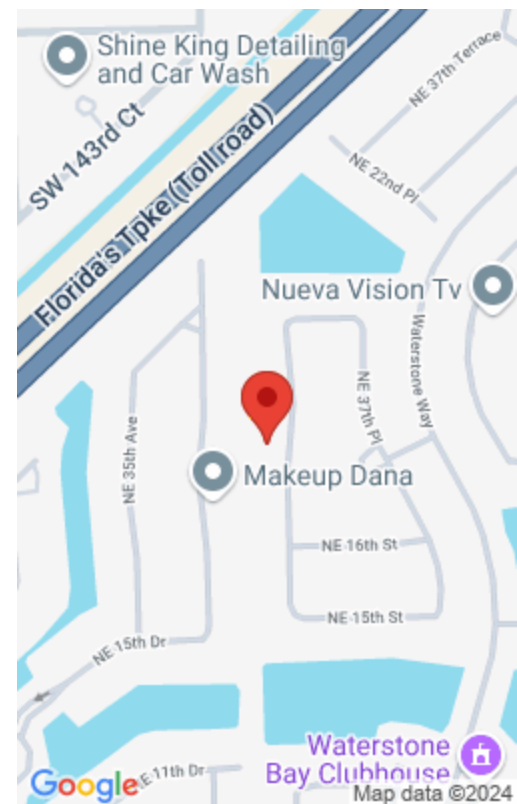 Shine King Detailing
and Car Wash
SW 143rd Ct
Florida's Tpke (Toll road)
NE 37th Terrace
NE 22nd Pl
Nueva Vision Tv
Waterstone Way
NE 37th Pl
NE 35th Ave
Makeup Dana
NE 16th St
NE 15th St
NE 15th Dr
Waterstone
Bay Clubhouse
NE 11th Dr
Google
Map data ©2024